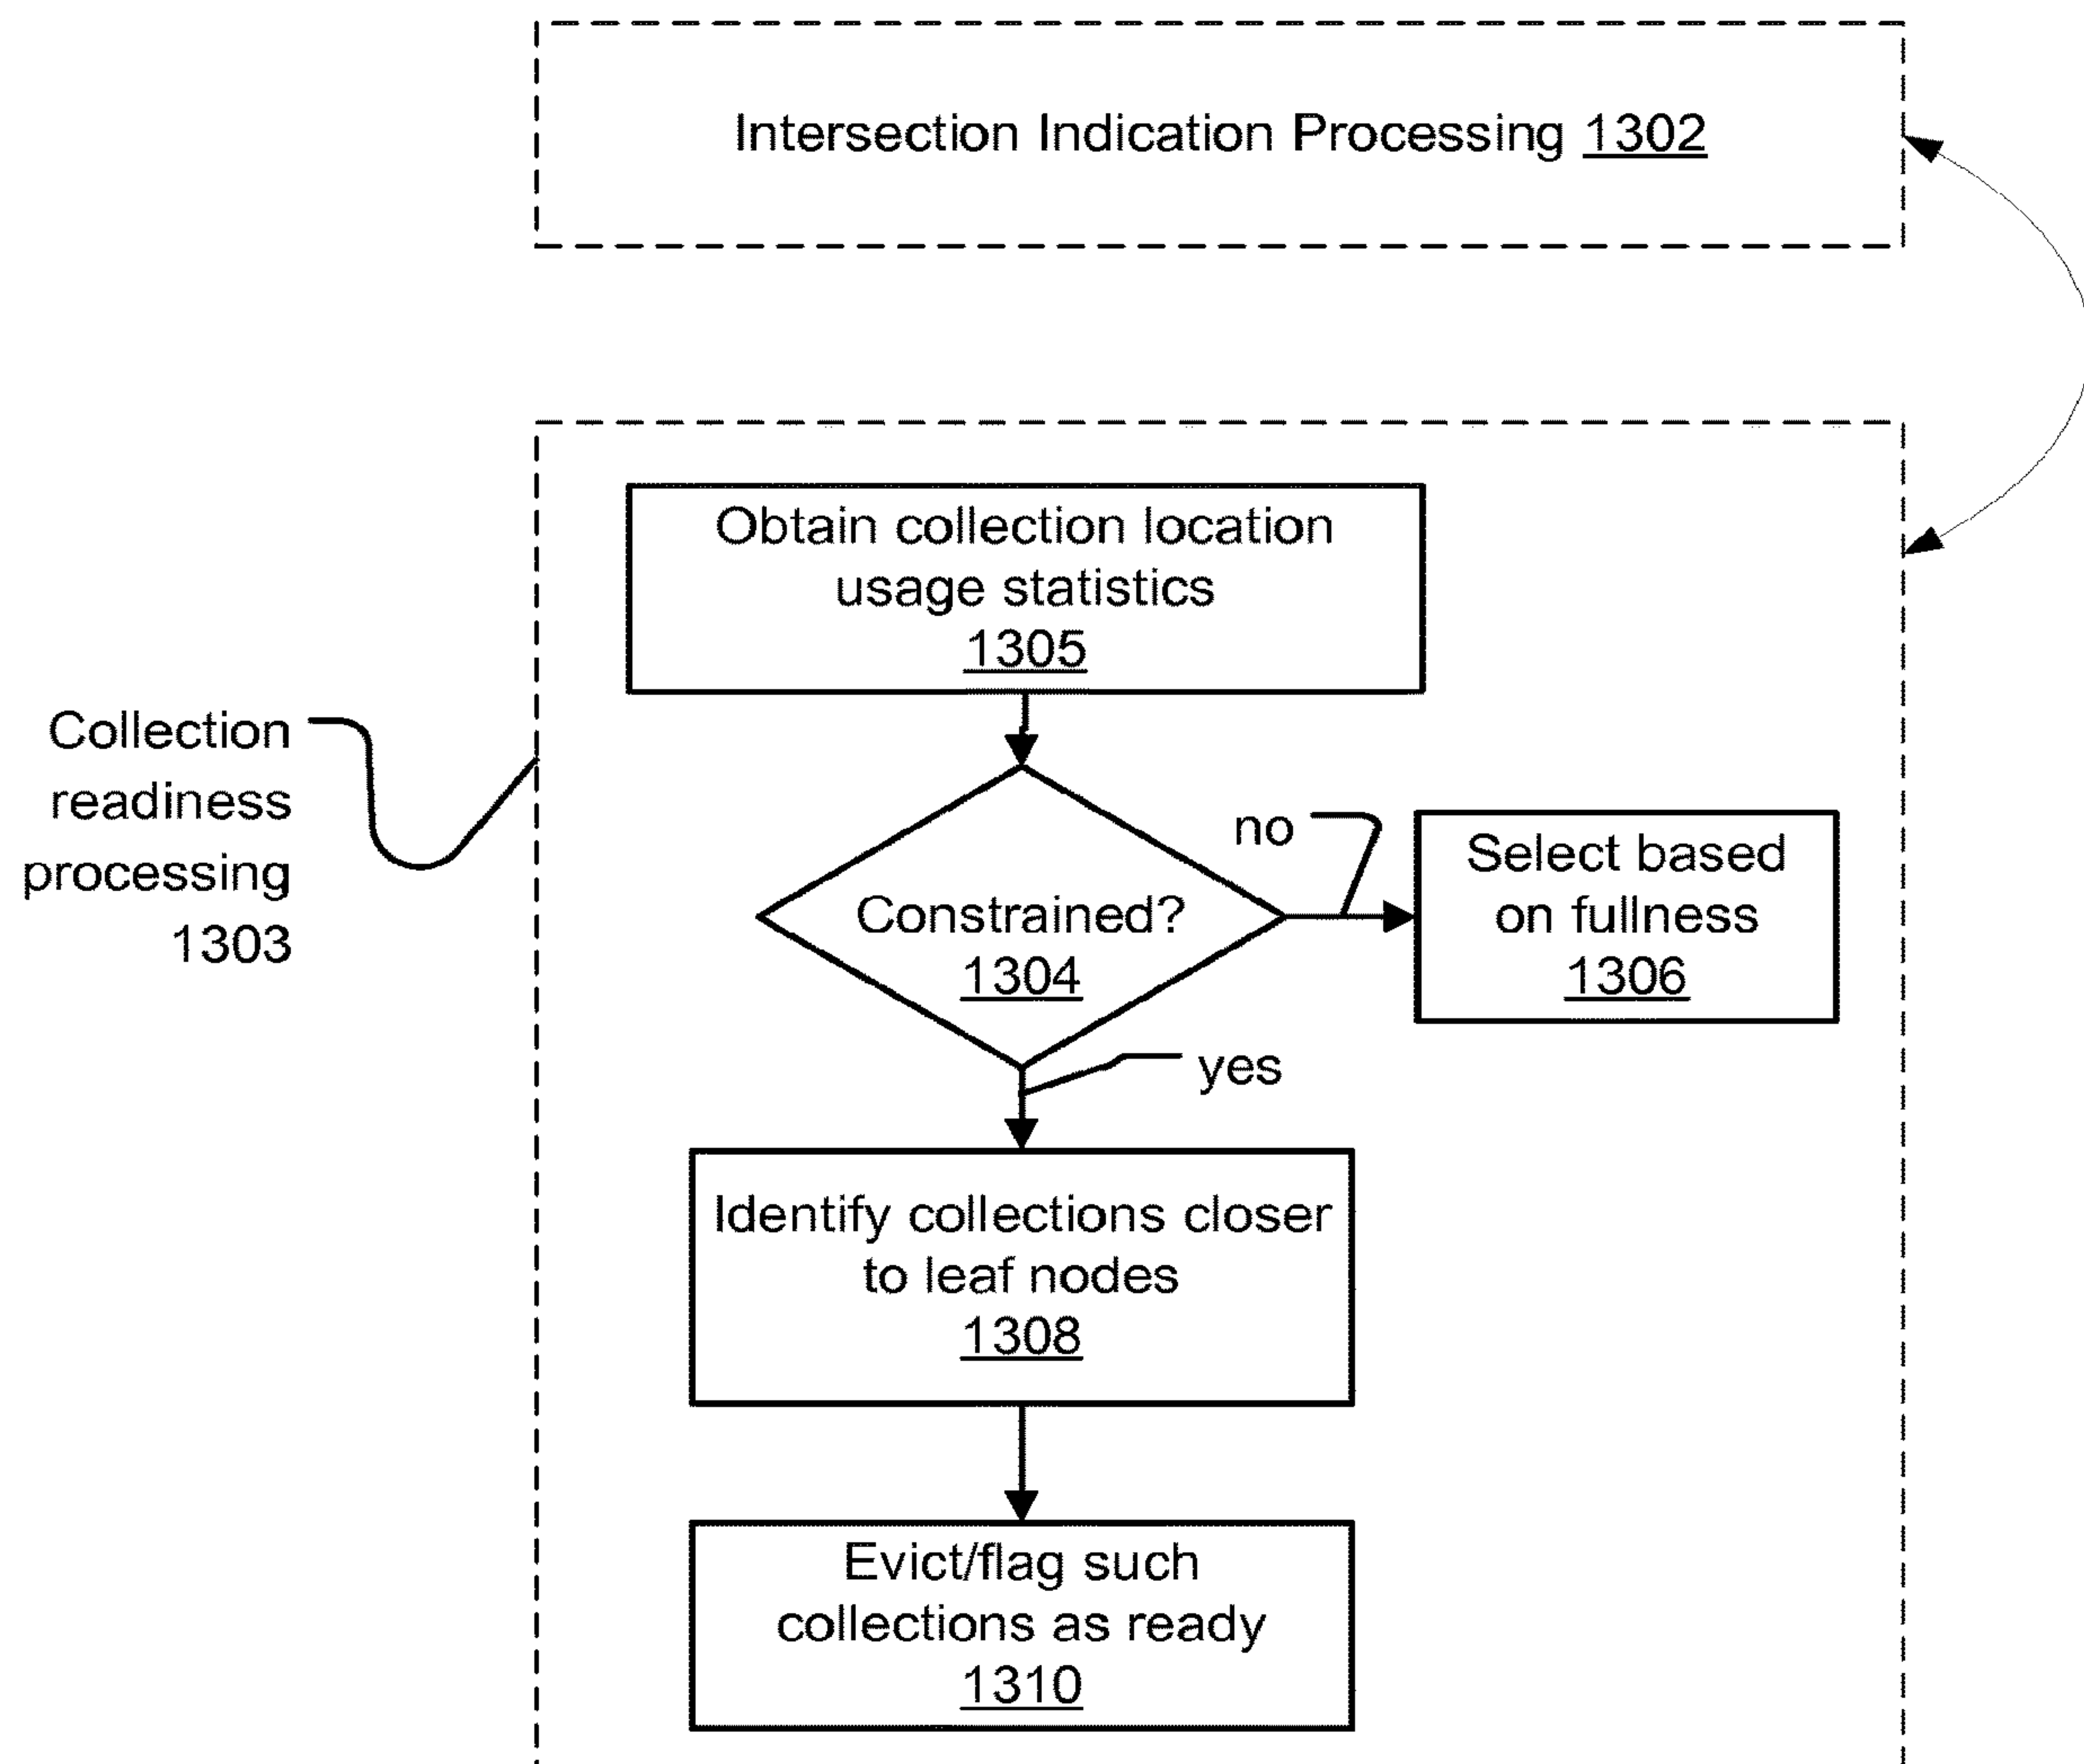 Intersection Indication Processing 1302
Obtain collection location
usage statistics
1305
Collection
readiness
processing
1303
Constrained?
1304
no
Select based
on fullness
1306
yes
Identify collections closer
to leaf nodes
1308
Evict/flag such
collections as ready
1310